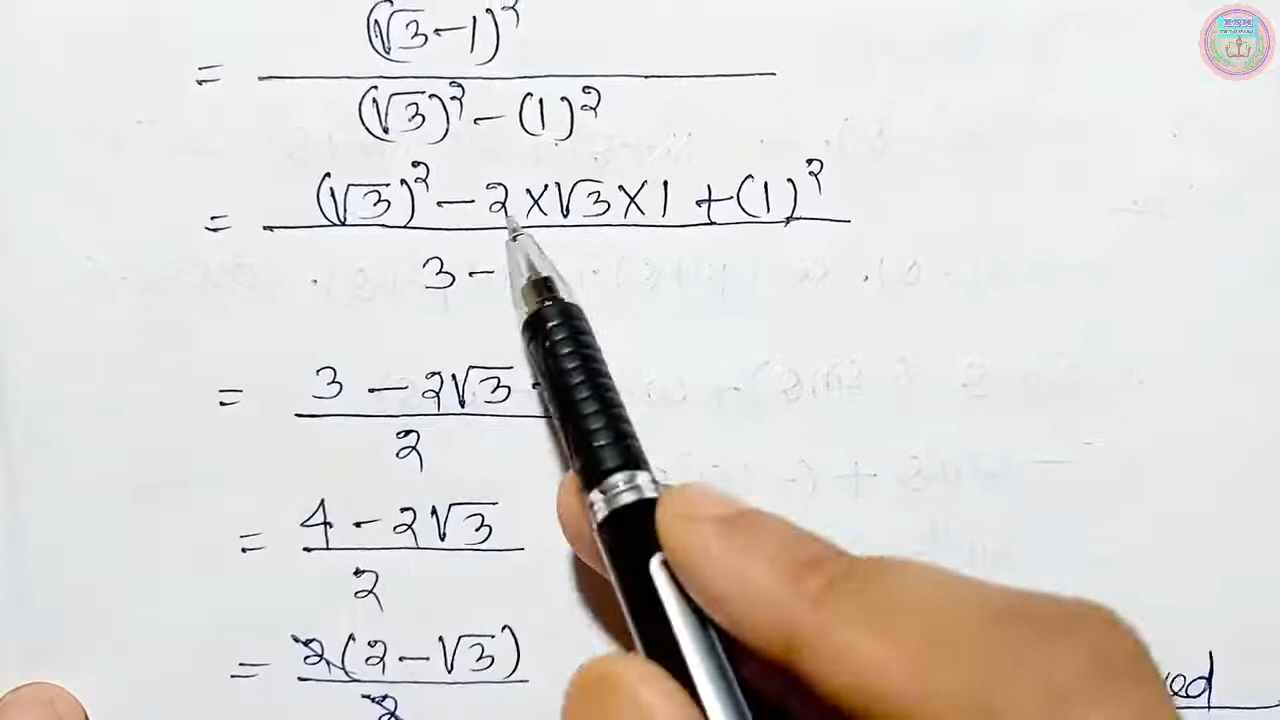 (√3 - 1)²
= ―――――
(√3)² - (1)²
= (√3)² - 2×√3×1 + (1)²
3 -
= 3 - 2√3
2
= 4 - 2√3
2
= 2(2 - √3)
2